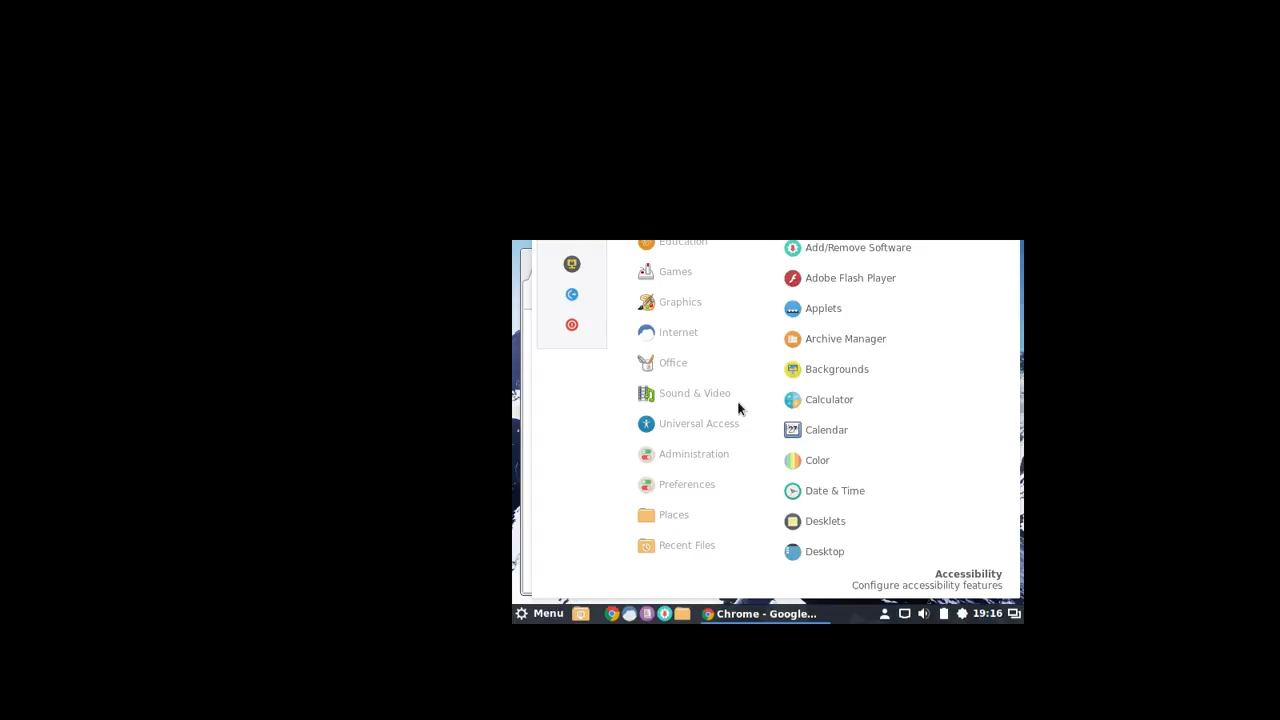 Education
Games
Graphics
Internet
Office
Sound & Video
Universal Access
Administration
Preferences
Places
Recent Files
Add/Remove Software
Adobe Flash Player
Applets
Archive Manager
Backgrounds
Calculator
Calendar
Color
Date & Time
Desklets
Desktop
Accessibility
Configure accessibility features
Menu
Chrome - Google...
19:16